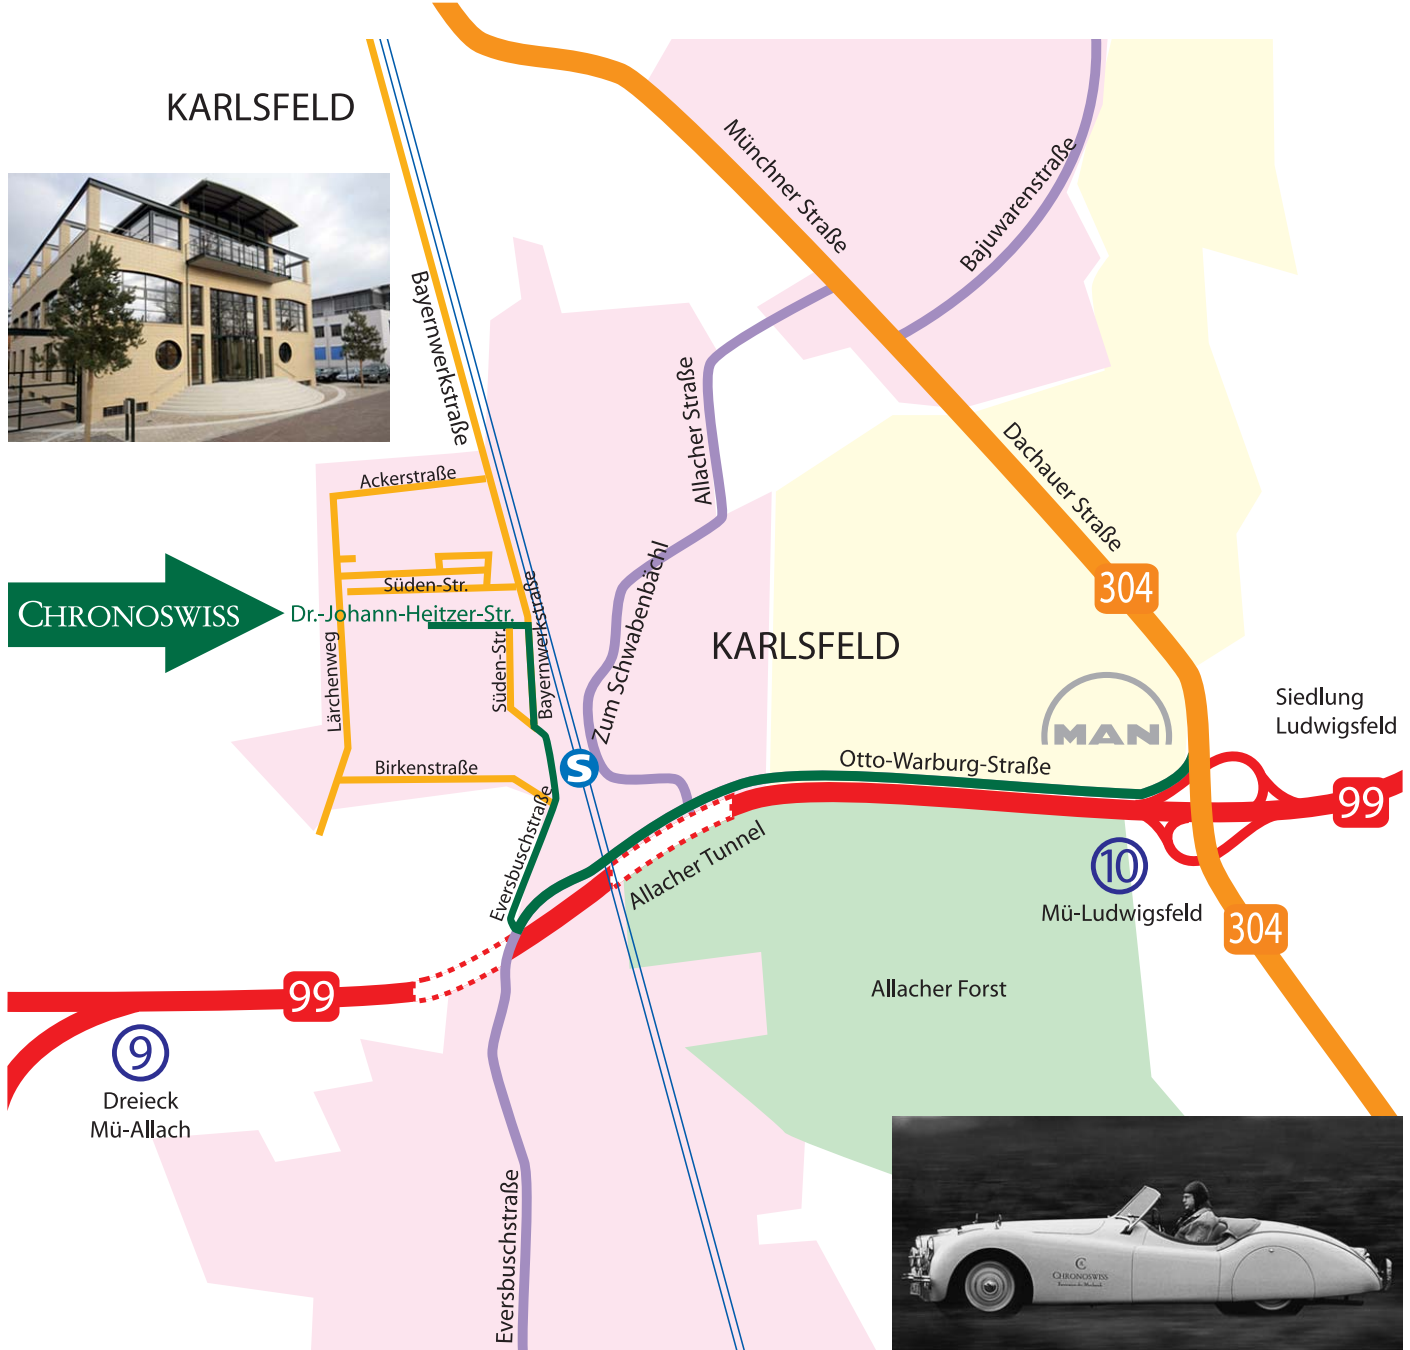 KARLSFELD
Münchner Straße
Bajuwarenstraße
Bayernwerkstraße
Allacher Straße
Dachauer Straße
Ackerstraße
304
Süden-Str.
CHRONOSWISS
Dr.-Johann-Heitzer-Str.
Bayernwerkstraße
Süden-Str.
Lärchenweg
Zum Schwabenbächl
KARLSFELD
MAN
Siedlung
Ludwigsfeld
Birkenstraße
S
Otto-Warburg-Straße
99
Eversbuschstraße
Allacher Tunnel
10
Mü-Ludwigsfeld
304
99
Allacher Forst
9
Dreieck
Mü-Allach
Eversbuschstraße
CHRONOSWISS